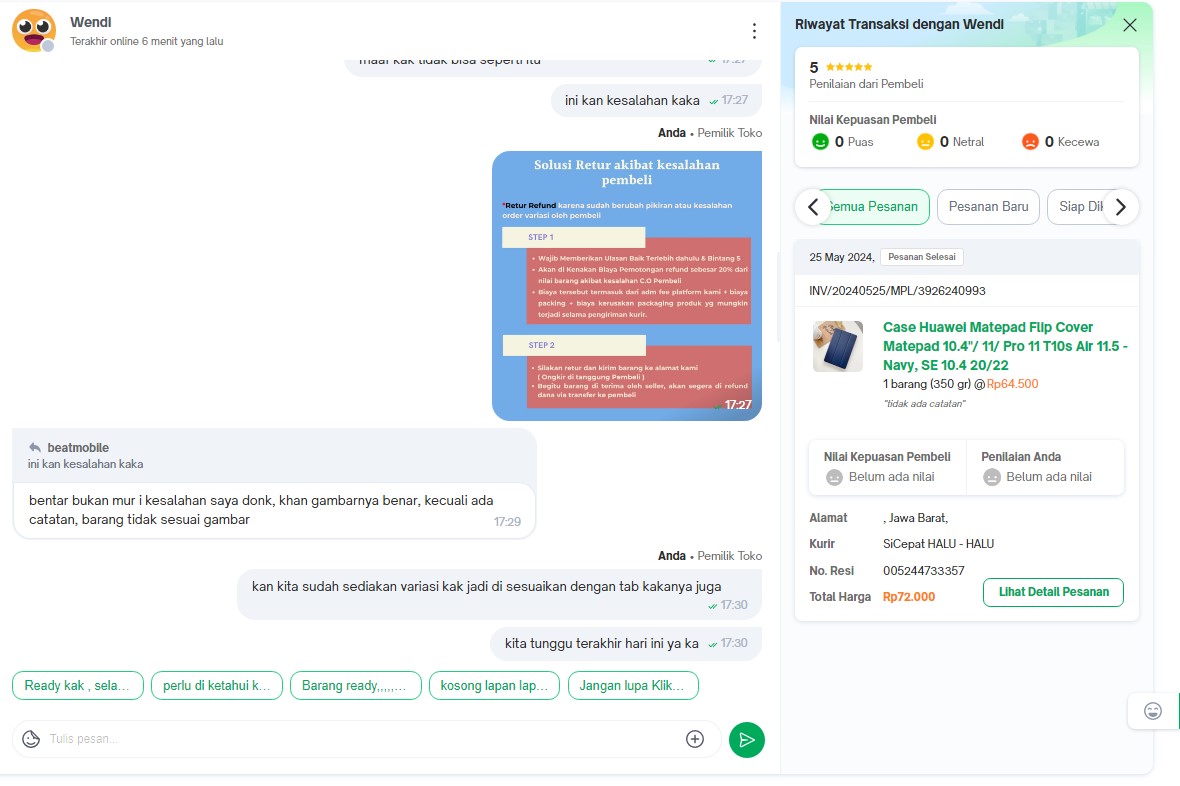 Wendi
Terakhir online 6 menit yang lalu
maaf kak tidak bisa seperti itu 17:27
ini kan kesalahan kaka 17:27
Anda • Pemilik Toko
Solusi Retur akibat kesalahan
pembeli
*Retur Refund karena sudah berubah pikiran atau kesalahan
order variasi oleh pembeli
STEP 1
• Wajib Memberikan Ulasan Baik Terlebih dahulu & Bintang 5
• Akan di Kenakan Biaya Pemotongan refund sebesar 20% dari
nilai barang akibat kesalahan C.O Pembeli
• Biaya tersebut termasuk dari adm fee platform kami + biaya
packing + biaya kerusakan packaging produk yg mungkin
terjadi selama pengiriman kurir.
STEP 2
• Silakan retur dan kirim barang ke alamat kami
( Ongkir di tanggung Pembeli )
• Begitu barang di terima oleh seller, akan segera di refund
dana via transfer ke pembeli
17:27
beatmobile
ini kan kesalahan kaka
bentar bukan mur i kesalahan saya donk, khan gambarnya benar, kecuali ada
catatan, barang tidak sesuai gambar
17:29
Anda • Pemilik Toko
kan kita sudah sediakan variasi kak jadi di sesuaikan dengan tab kakanya juga
17:30
kita tunggu terakhir hari ini ya ka 17:30
Ready kak , sela...
perlu di ketahui k...
Barang ready,,,,,...
kosong lapan lap...
Jangan lupa Klik...
Tulis pesan...
Riwayat Transaksi dengan Wendi
5
Penilaian dari Pembeli
Nilai Kepuasan Pembeli
0 Puas
0 Netral
0 Kecewa
Semua Pesanan
Pesanan Baru
Siap Dik
25 May 2024, Pesanan Selesai
INV/20240525/MPL/3926240993
Case Huawei Matepad Flip Cover
Matepad 10.4"/ 11/ Pro 11 T10s Air 11.5 -
Navy, SE 10.4 20/22
1 barang (350 gr) @Rp64.500
"tidak ada catatan"
Nilai Kepuasan Pembeli
Belum ada nilai
Penilaian Anda
Belum ada nilai
Alamat , Jawa Barat,
Kurir SiCepat HALU - HALU
No. Resi 005244733357
Total Harga Rp72.000
Lihat Detail Pesanan